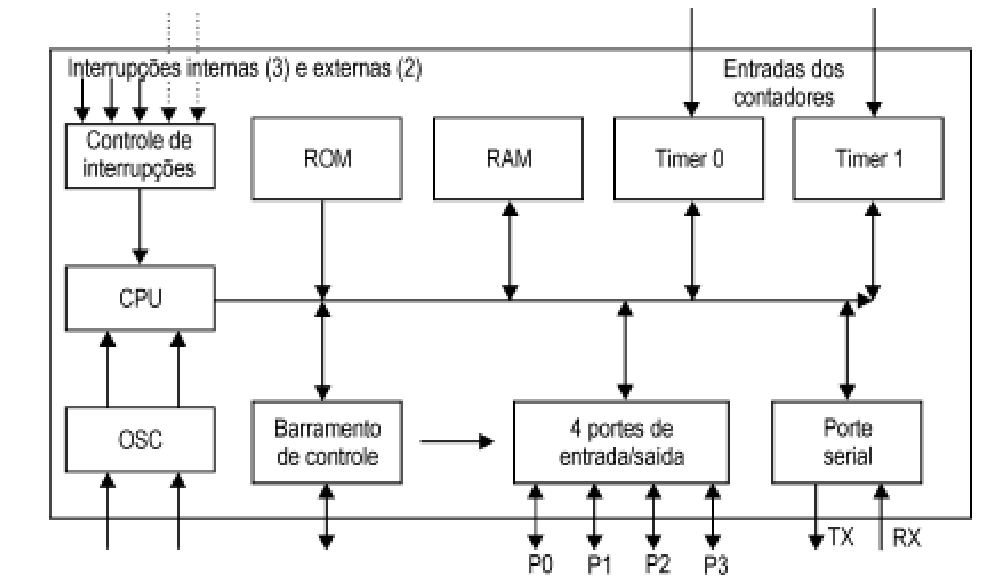 Interrupções internas (3) e externas (2)
Entradas dos
contadores
Controle de
interrupções
ROM
RAM
Timer 0
Timer 1
CPU
OSC
Barramento
de controle
4 portes de
entrada/saída
Porte
serial
TX
RX
P0
P1
P2
P3